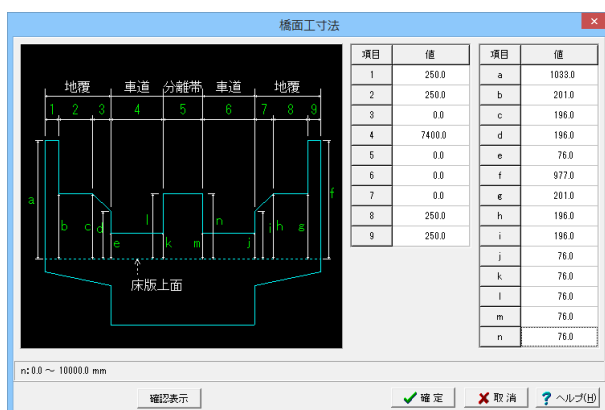 橋面工寸法
地覆 車道 分離帯 車道 地覆
1 2 3 4 5 6 7 8 9
a b c d e l k m n j i h g f
床版上面
項目 値
1 250.0
2 250.0
3 0.0
4 7400.0
5 0.0
6 0.0
7 0.0
8 250.0
9 250.0
項目 値
a 1033.0
b 201.0
c 196.0
d 196.0
e 76.0
f 977.0
g 201.0
h 196.0
i 196.0
j 76.0
k 76.0
l 76.0
m 76.0
n 76.0
n: 0.0 ～ 10000.0 mm
確認表示 確定 取消 ヘルプ(H)